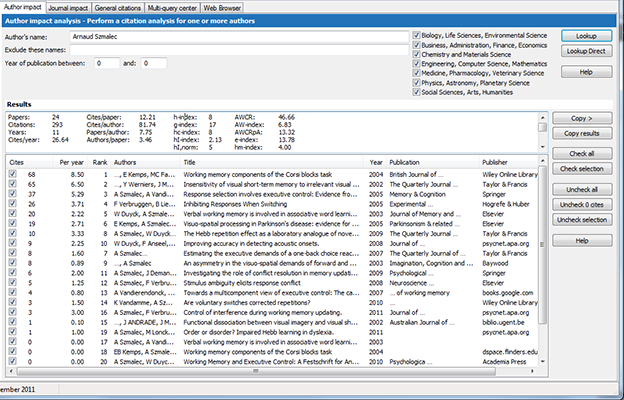 Author impact Journal impact General citations Multi-query center Web Browser
Author impact analysis - Perform a citation analysis for one or more authors
Author's name: Arnaud Szmalec
Exclude these names:
Year of publication between: 0 and: 0
Biology, Life Sciences, Environmental Science
Business, Administration, Finance, Economics
Chemistry and Materials Science
Engineering, Computer Science, Mathematics
Medicine, Pharmacology, Veterinary Science
Physics, Astronomy, Planetary Science
Social Sciences, Arts, Humanities
Lookup
Lookup Direct
Help
Results
Papers: 24 Cites/paper: 12.21 h-index: 8 AWCR: 46.66
Citations: 293 Cites/author: 81.74 g-index: 17 AW-index: 6.83
Years: 11 Papers/author: 7.75 hc-index: 8 AWCRpA: 13.32
Cites/year: 26.64 Authors/paper: 3.46 hI-index: 2.13 e-index: 13.78
hI,norm: 5 hm-index: 4.00
Copy >
Copy results
Check all
Check selection
Uncheck all
Uncheck 0 cites
Uncheck selection
Help
Cites Per year Rank Authors Title Year Publication Publisher
68 8.50 1 ..., E Kemps, MC Fa... Working memory components of the Corsi blocks task 2004 British Journal of ... Wiley Online Library
65 6.50 2 ... Y Werniers, J M... Insensitivity of visual short-term memory to irrelevant visual ... 2002 The Quarterly Journal ... Taylor & Francis
37 5.29 3 A Szmalec, A Vandi... Response selection involves executive control: Evidence fro... 2005 Memory & Cognition Springer
26 3.71 4 F Verbruggen, B Lie... Inhibiting Responses When Switching 2005 Experimental ... Hogrefe & Huber
20 2.22 5 W Duyck, A Szmale... Verbal working memory is involved in associative word learni... 2003 Journal of Memory and ... Elsevier
19 2.71 6 E Kemps, A Szmalec... Visuo-spatial processing in Parkinson's disease: evidence for ... 2005 Parkinsonism & related ... Elsevier
10 3.33 8 A Szmalec, W Duyc... The Hebb repetition effect as a laboratory analogue of nove... 2009 The Quarterly Journal ... Taylor & Francis
9 2.25 10 W Duyck, F Anseel,... Improving accuracy in detecting acoustic onsets. 2008 Journal of ... psycnet.apa.org
8 1.60 7 A Szmalec... Estimating the executive demands of a one-back choice reac... 2007 The Quarterly Journal ... Taylor & Francis
8 0.89 9 ..., A Szmalec An asymmetry in the visual-spatial demands of forward and ... 2003 Imagination, Cognition and ... Baywood
6 2.00 11 A Szmalec, J Deman... Investigating the role of conflict resolution in memory updati... 2009 Psychological ... Springer
5 1.25 12 A Szmalec, F Verbru... Stimulus ambiguity elicits response conflict 2008 Neuroscience ... Elsevier
4 0.80 13 A Vandierendonck, ... Towards a multicomponent view of executive control: The ca... 2007 ... of working memory books.google.com
3 1.50 14 K Vandamme, A Sz... Are voluntary switches corrected repetitions? 2010 ... Wiley Online Library
3 3.00 16 A Szmalec, F Verbru... Control of interference during working memory updating. 2011 Journal of ... psycnet.apa.org
1 0.10 15 ..., J ANDRADE, J M... Functional dissociation between visual imagery and visual sh... 2002 Australian Journal of ... biblio.ugent.be
1 1.00 19 A Szmalec, M Lonck... Order or disorder? Impaired Hebb learning in dyslexia. 2011 psycnet.apa.org
0 0.00 17 A Szmalec, A Vandi... Verbal working memory is involved in associative word learni... 2003
0 0.00 18 EB Kemps, A Szmalec... Working memory components of the Corsi blocks task 2004 dspace.flinders.edu
0 0.00 20 A Szmalec, W Duyc... Working Memory and Executive Control: A Festschrift for An... 2010 Psychologica ... Academia Press
ember 2011